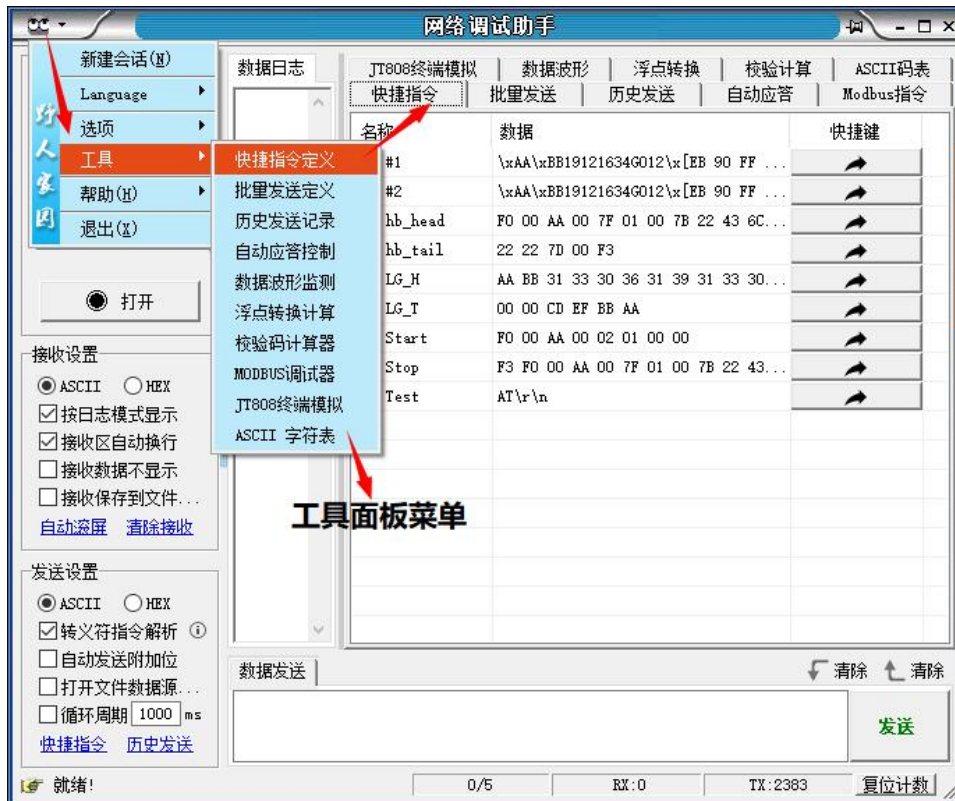 网络调试助手
新建会话(N)
Language
选项
工具
帮助(H)
退出(X)
野人家园
快捷指令定义
批量发送定义
历史发送记录
自动应答控制
数据波形监测
浮点转换计算
校验码计算器
MODBUS调试器
JT808终端模拟
ASCII 字符表
工具面板菜单
打开
接收设置
ASCII HEX
按日志模式显示
接收区自动换行
接收数据不显示
接收保存到文件...
自动滚屏 清除接收
发送设置
ASCII HEX
转义符指令解析
自动发送附加位
打开文件数据源...
循环周期 1000 ms
快捷指令 历史发送
数据日志
JT808终端模拟 数据波形 浮点转换 校验计算 ASCII码表
快捷指令 批量发送 历史发送 自动应答 Modbus指令
名称 数据 快捷键
#1 \xAA\xBB19121634G012\x[EB 90 FF ...
#2 \xAA\xBB19121634G012\x[EB 90 FF ...
hb_head F0 00 AA 00 7F 01 00 7B 22 43 6C...
hb_tail 22 22 7D 00 F3
LG_H AA BB 31 33 30 36 31 39 31 33 30...
LG_T 00 00 CD EF BB AA
Start F0 00 AA 00 02 01 00 00
Stop F3 F0 00 AA 00 7F 01 00 7B 22 43...
Test AT\r\n
数据发送 清除 清除
发送
就绪! 0/5 RX:0 TX:2383 复位计数